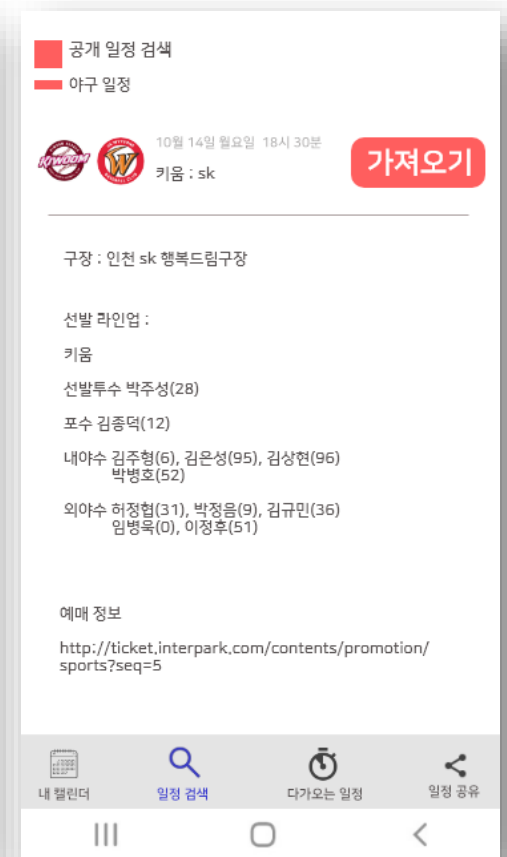 공개 일정 검색
야구 일정
10월 14일 월요일 18시 30분
키움 : sk
가져오기
KIWOOM
W
구장 : 인천 sk 행복드림구장
선발 라인업 :
키움
선발투수 박주성(28)
포수 김종덕(12)
내야수 김주형(6), 김은성(95), 김상현(96)
박병호(52)
외야수 허정협(31), 박정음(9), 김규민(36)
임병욱(0), 이정후(51)
예매 정보
http://ticket.interpark.com/contents/promotion/
sports?seq=5
내 캘린더
일정 검색
다가오는 일정
일정 공유